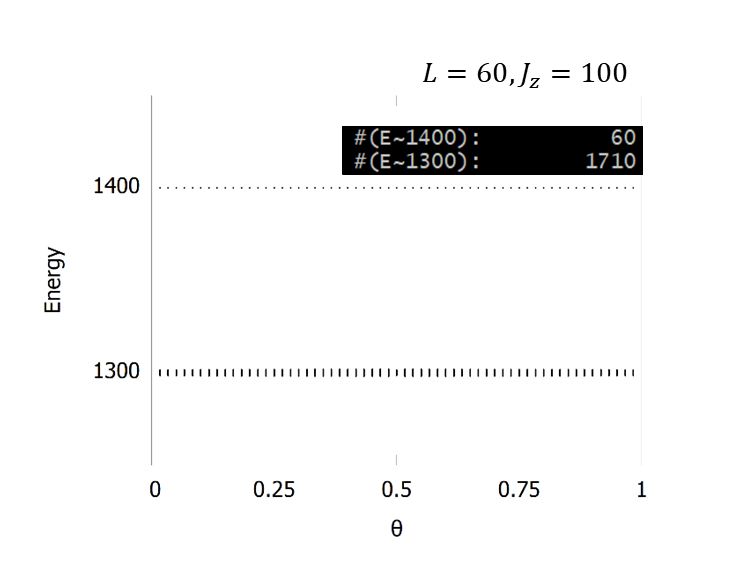 L = 60, J_z = 100
#(E~1400): 60
#(E~1300): 1710
1400
Energy
1300
0 0.25 0.5 0.75 1
θ